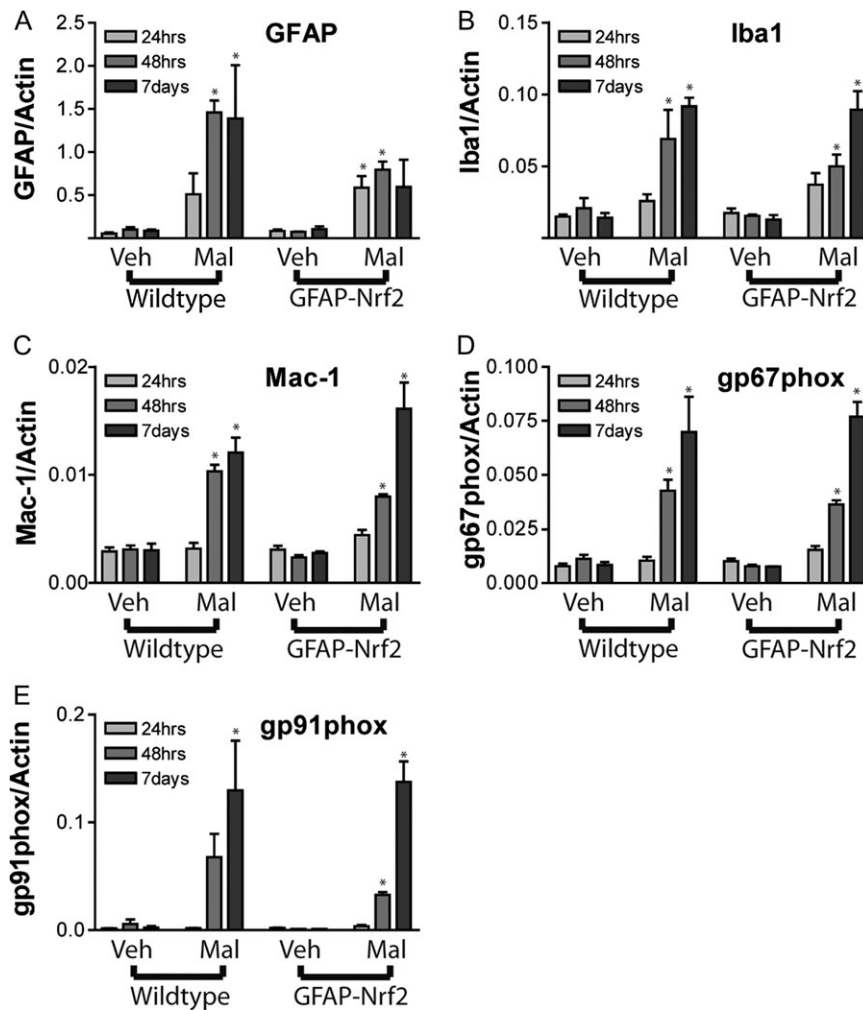 A
GFAP
24hrs
48hrs
7days
GFAP/Actin
2.5
2.0
1.5
1.0
0.5
*
*
*
*
Veh
Mal
Veh
Mal
Wildtype
GFAP-Nrf2
B
Iba1
24hrs
48hrs
7days
Iba1/Actin
0.15
0.10
0.05
*
*
*
*
Veh
Mal
Veh
Mal
Wildtype
GFAP-Nrf2
C
Mac-1
24hrs
48hrs
7days
Mac-1/Actin
0.02
0.01
0.00
*
*
*
*
Veh
Mal
Veh
Mal
Wildtype
GFAP-Nrf2
D
gp67phox
24hrs
48hrs
7days
gp67phox/Actin
0.100
0.075
0.050
0.025
0.000
*
*
*
*
Veh
Mal
Veh
Mal
Wildtype
GFAP-Nrf2
E
gp91phox
24hrs
48hrs
7days
gp91phox/Actin
0.2
0.1
0.0
*
*
*
Veh
Mal
Veh
Mal
Wildtype
GFAP-Nrf2